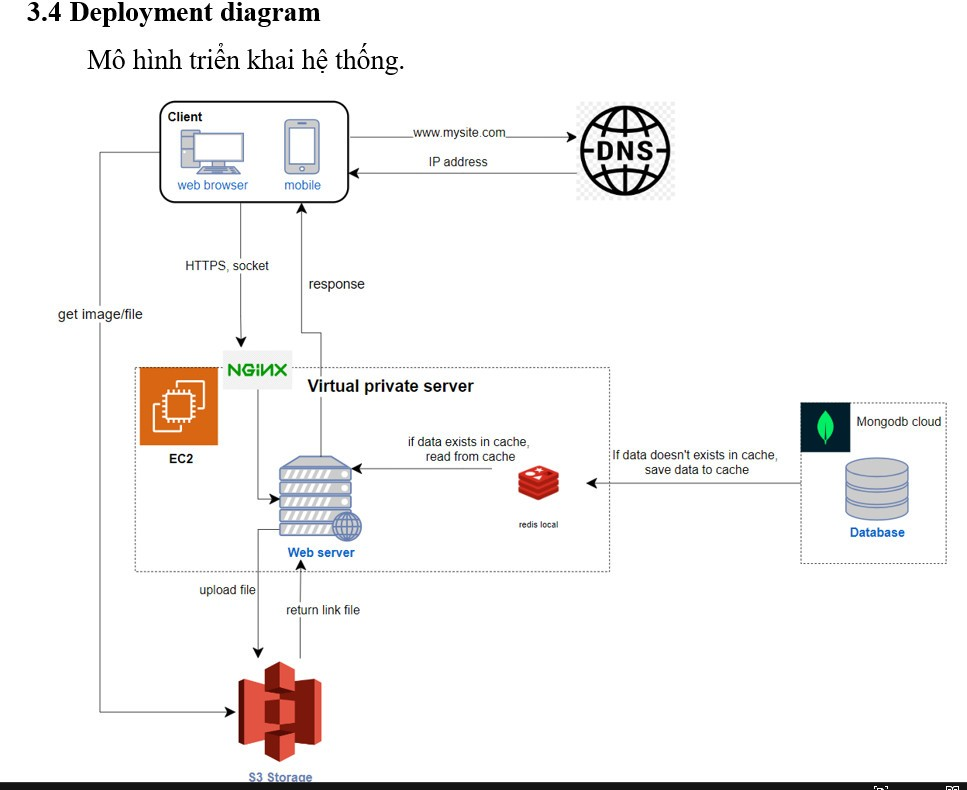 3.4 Deployment diagram
Mô hình triển khai hệ thống.
Client
web browser
mobile
www.mysite.com
IP address
DNS
HTTPS, socket
response
get image/file
NGiNX
Virtual private server
EC2
if data exists in cache,
read from cache
If data doesn't exists in cache,
save data to cache
Mongodb cloud
redis local
Database
Web server
upload file
return link file
S3 Storage